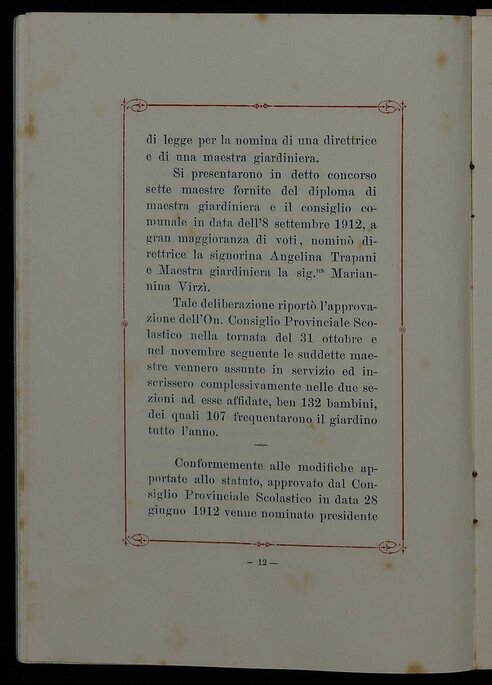 di legge per la nomina di una direttrice
e di una maestra giardiniera.
Si presentarono in detto concorso
sette maestre fornite del diploma di
maestra giardiniera e il consiglio co-
munale in data dell'8 settembre 1912, a
gran maggioranza di voti, nominò di-
rettrice la signorina Angelina Trapani
e Maestra giardiniera la sig.na Marian-
nina Virzì.
Tale deliberazione riportò l'approva-
zione dell'On. Consiglio Provinciale Sco-
lastico nella tornata del 31 ottobre e
nel novembre seguente le suddette mae-
stre vennero assunte in servizio ed in-
scrissero complessivamente nelle due se-
zioni ad esse affidate, ben 132 bambini,
dei quali 107 frequentarono il giardino
tutto l'anno.
Conformemente alle modifiche ap-
portate allo statuto, approvato dal Con-
siglio Provinciale Scolastico in data 28
giugno 1912 venne nominato presidente
– 12 –